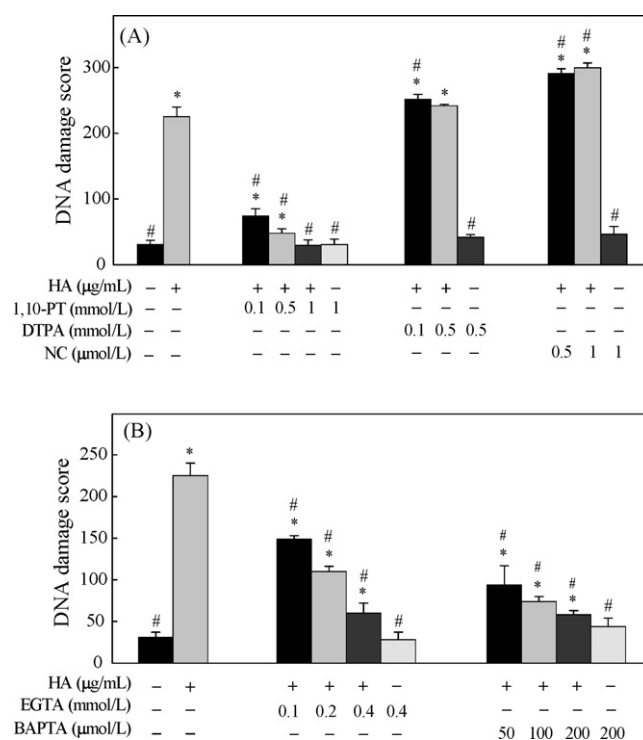 (A)
DNA damage score
300
200
100
0
# * # * # * # # # * * # # * # * #
HA (μg/mL) – + + + + – + + – + + –
1,10-PT (mmol/L) – – 0.1 0.5 1 1 – – – – – –
DTPA (mmol/L) – – – – – – 0.1 0.5 0.5 – – –
NC (μmol/L) – – – – – – – – – 0.5 1 1
(B)
DNA damage score
250
200
150
100
50
0
# * # * # * # * # # * # * # * #
HA (μg/mL) – + + + + – + + + –
EGTA (mmol/L) – – 0.1 0.2 0.4 0.4 – – – –
BAPTA (μmol/L) – – – – – – 50 100 200 200